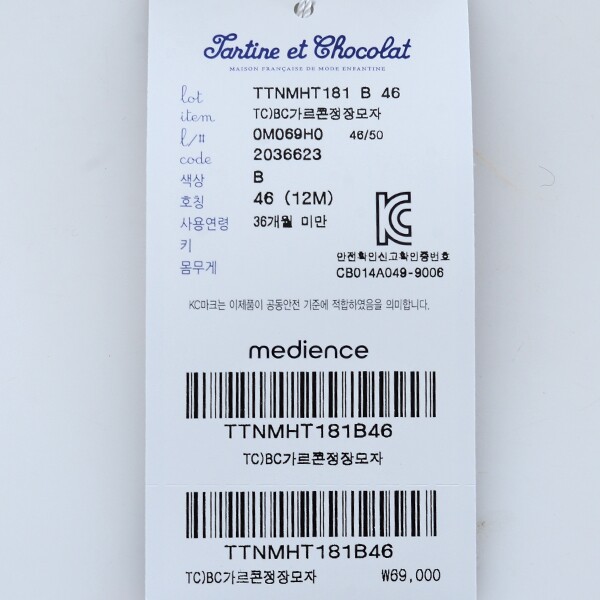 Tartine et Chocolat
MAISON FRANÇAISE DE MODE ENFANTINE
lot TTNMHT181 B 46
item TC)BC가르콘정장모자
l/# 0M069H0 46/50
code 2036623
색상 B
호칭 46 (12M)
사용연령 36개월 미만
키
몸무게
안전확인신고확인증번호
CB014A049-9006
KC마크는 이제품이 공동안전 기준에 적합하였음을 의미합니다.
medience
TTNMHT181B46
TC)BC가르콘정장모자
TTNMHT181B46
TC)BC가르콘정장모자 ₩69,000